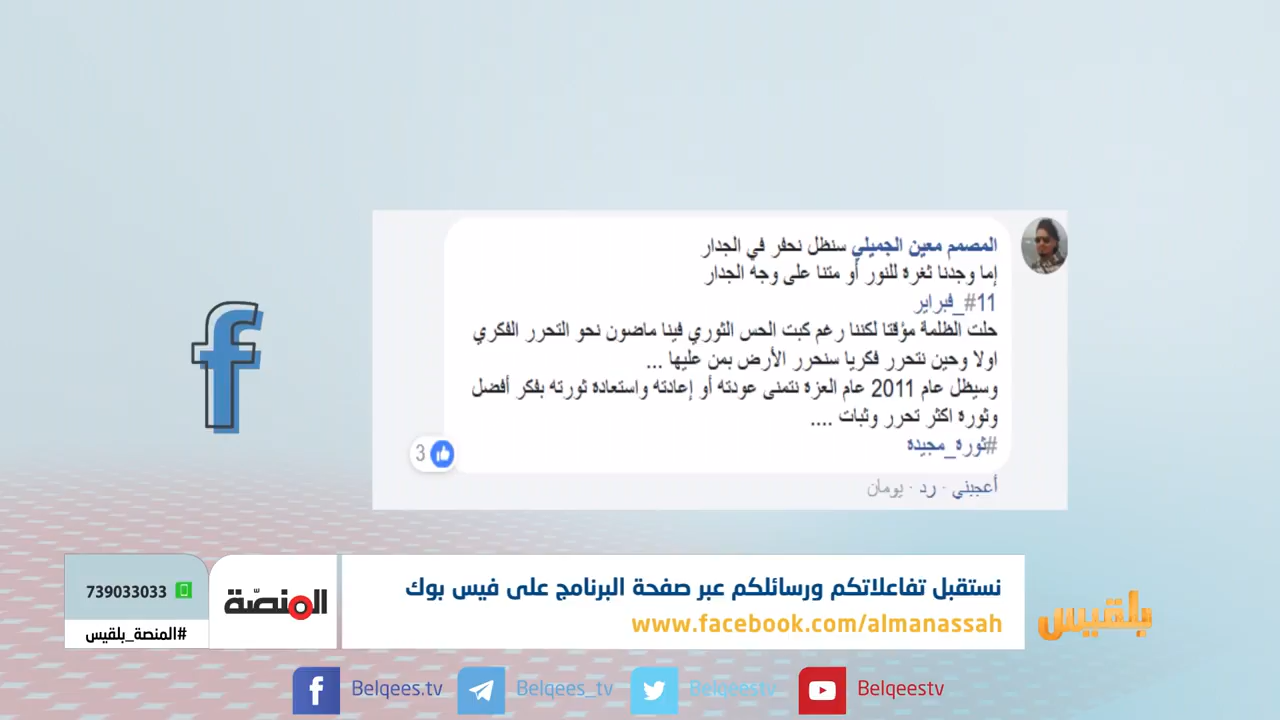 المصمم معين الجميلي سنظل نحفر في الجدار
إما وجدنا ثغرة للنور أو متنا على وجهة الجدار
#11_فبراير
حلت الظلمة مؤقتا لكننا رغم كبت الحس الثوري فينا ماضون نحو التحرر الفكري
اولا وحين نتحرر فكريا سنحرر الأرض بمن عليها ...
وسيظل عام 2011 عام العزة نتمنى عودته أو إعادته واستعادة ثورته بفكر أفضل
وثورة اكثر تحرر وثبات ....
#ثورة_مجيدة
3
أعجبني · رد · يومان
نستقبل تفاعلاتكم ورسائلكم عبر صفحة البرنامج على فيس بوك
www.facebook.com/almanassah
المنصّة
739033033
#المنصة_بلقيس
بلقيس
Belqees.tv
Belqees_tv
Belqeestv
Belqeestv